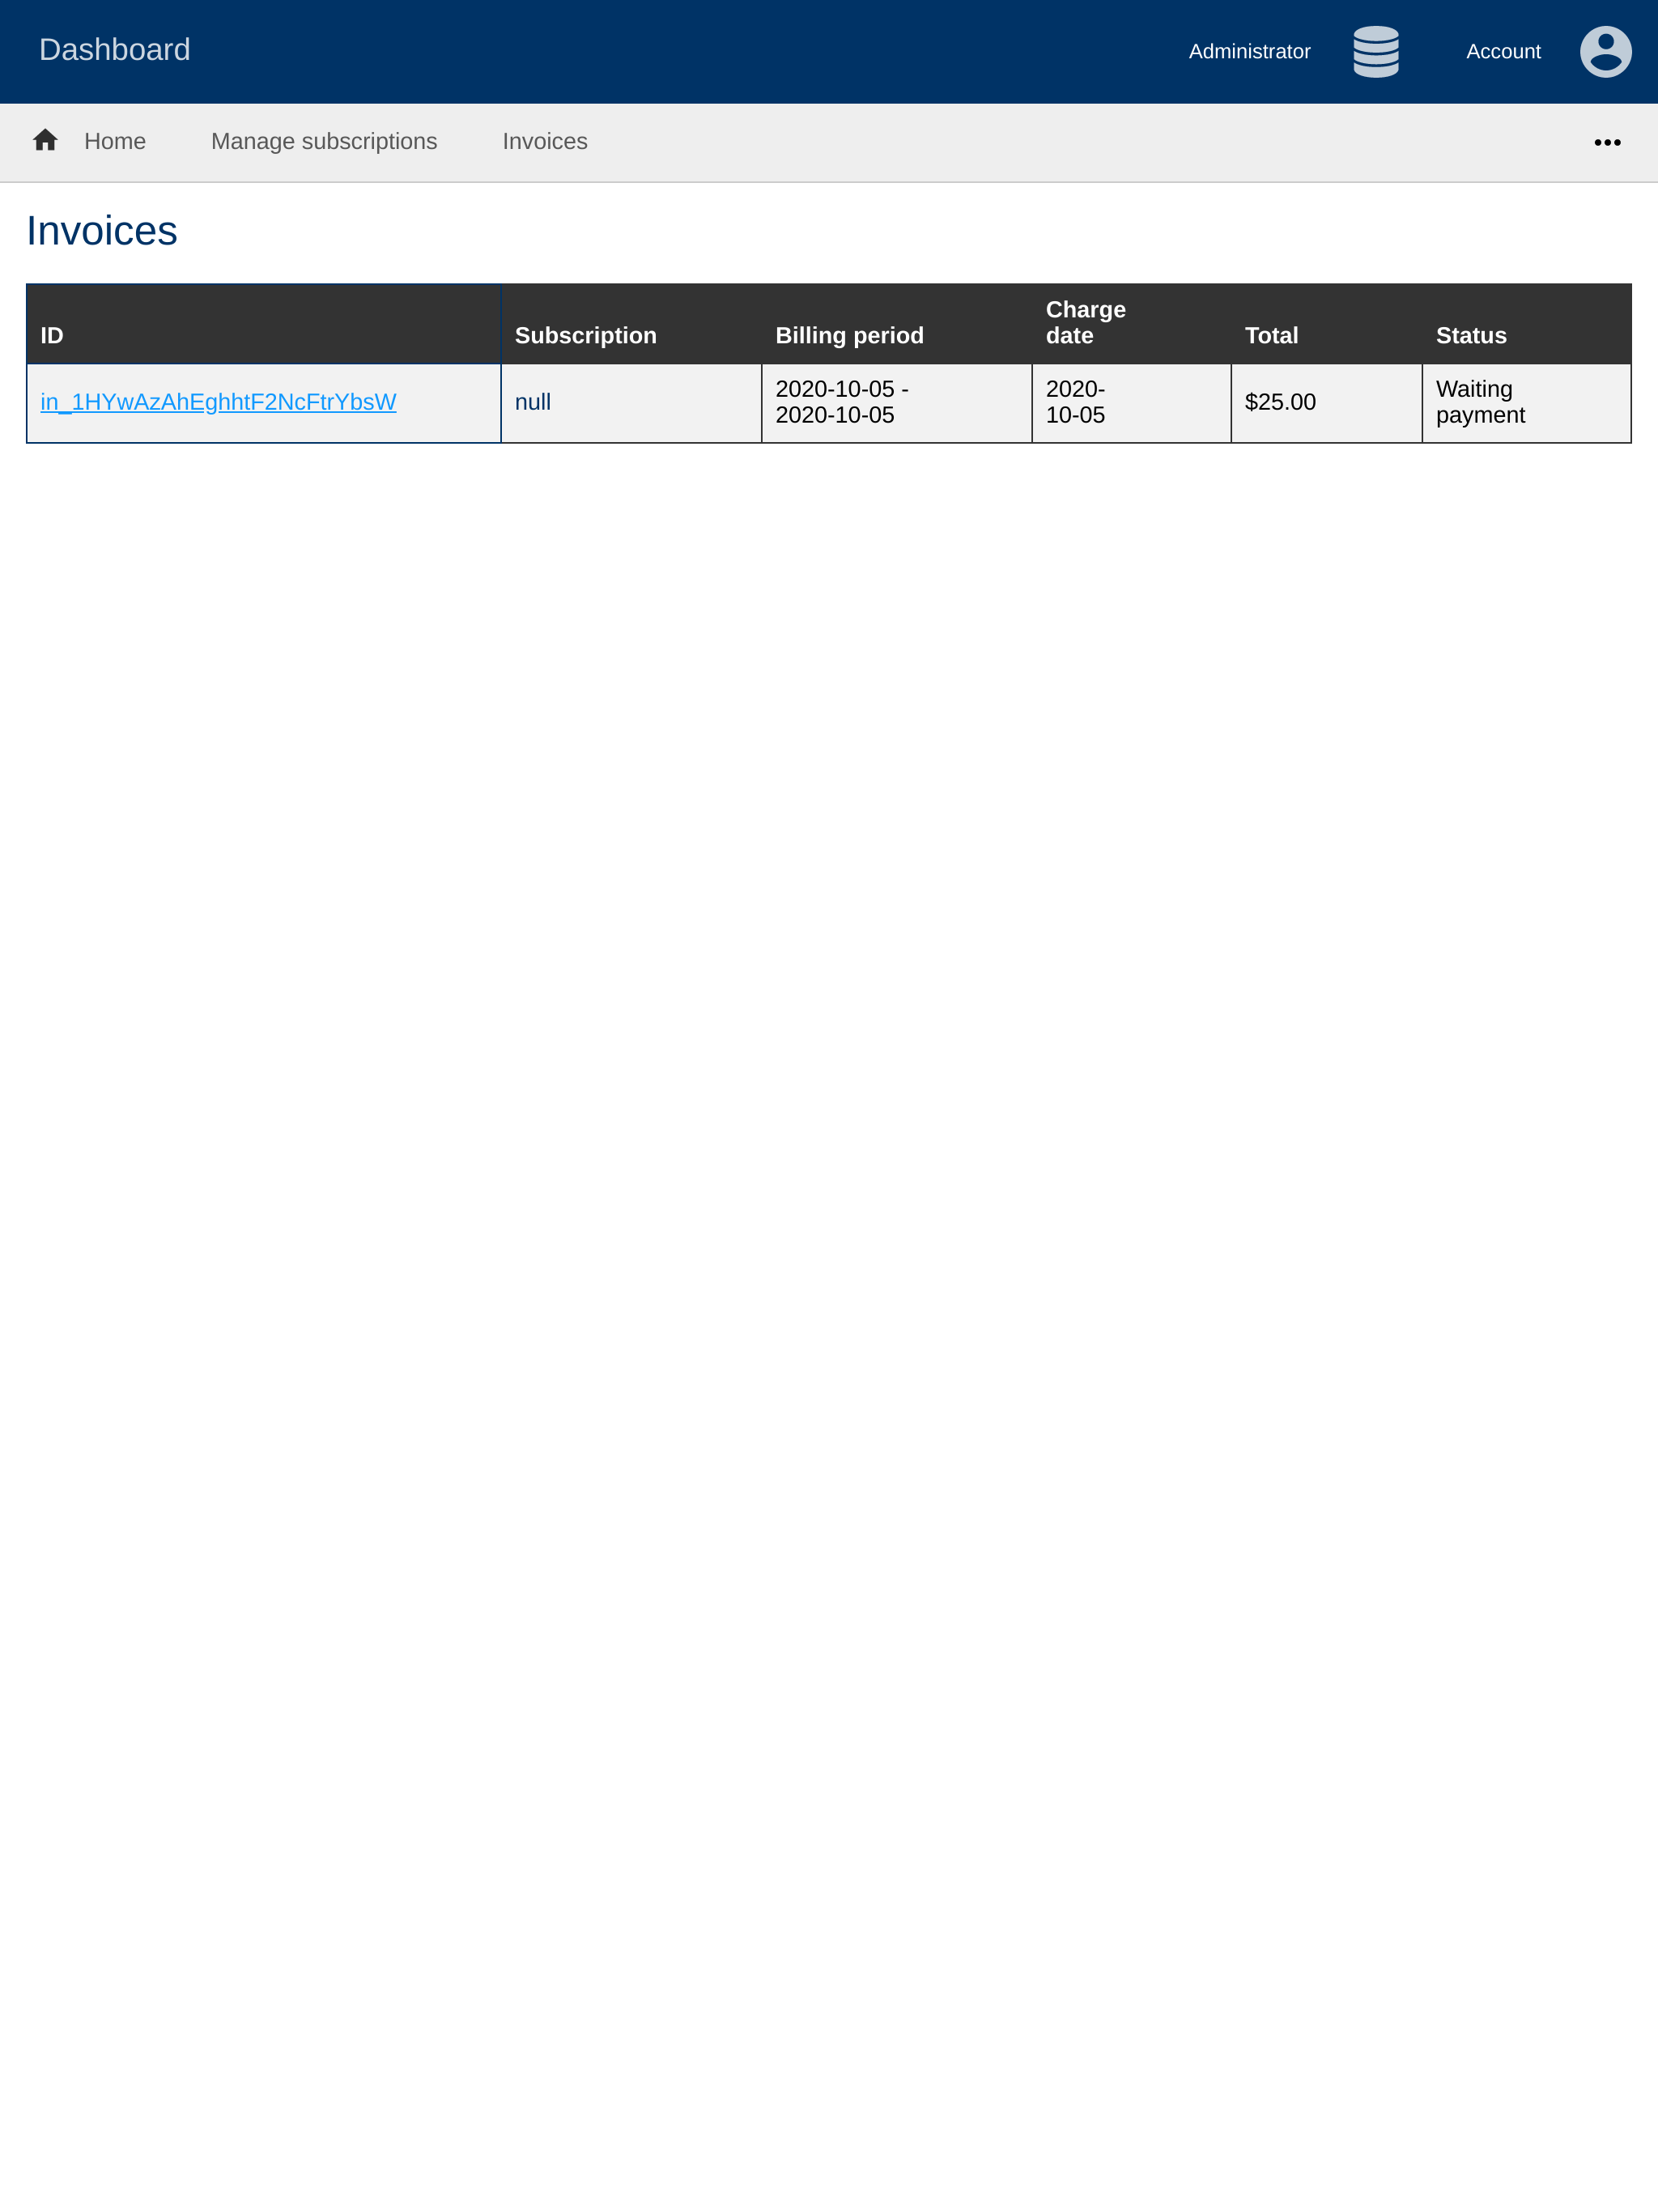 Dashboard
Administrator
Account
Home
Manage subscriptions
Invoices
Invoices
ID
Subscription
Billing period
Charge
date
Total
Status
in_1HYwAzAhEghhtF2NcFtrYbsW
null
2020-10-05 -
2020-10-05
2020-
10-05
$25.00
Waiting
payment